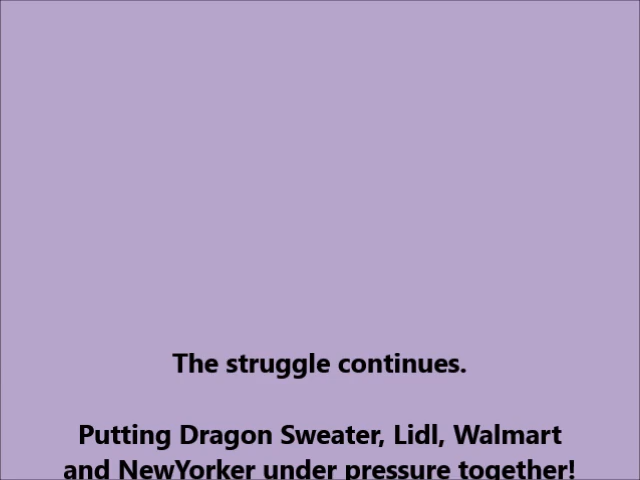 The struggle continues.
Putting Dragon Sweater, Lidl, Walmart
and NewYorker under pressure together!